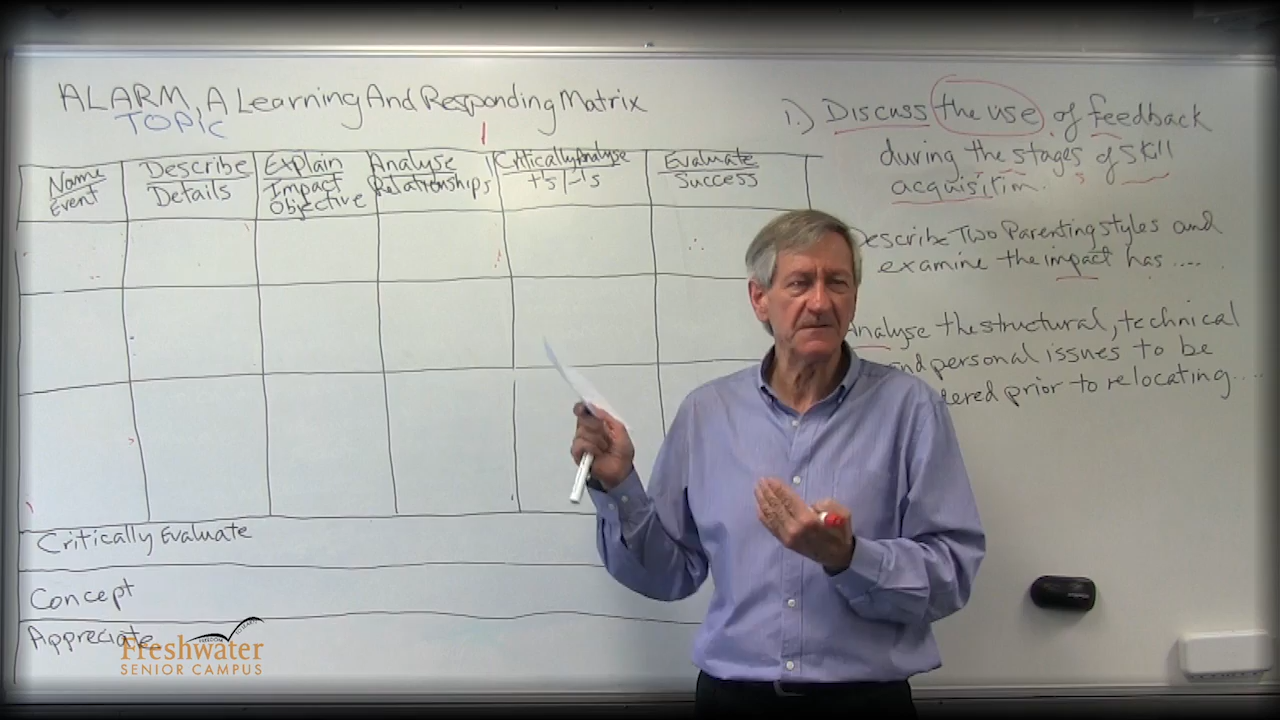 ALARM, A Learning And Responding Matrix
TOPIC
Name
Event
Describe
Details
Explain
Impact
Objective
Analyse
Relationships
Critically Analyse
+'s | -'s
Evaluate
Success
Critically Evaluate
Concept
Appreciate
1.) Discuss the use of feedback
during the stages of skill
acquisition.
Describe Two Parenting styles and
examine the impact has ....
Analyse the structural, technical
and personal issues to be
ered prior to relocating....
Freshwater
SENIOR CAMPUS